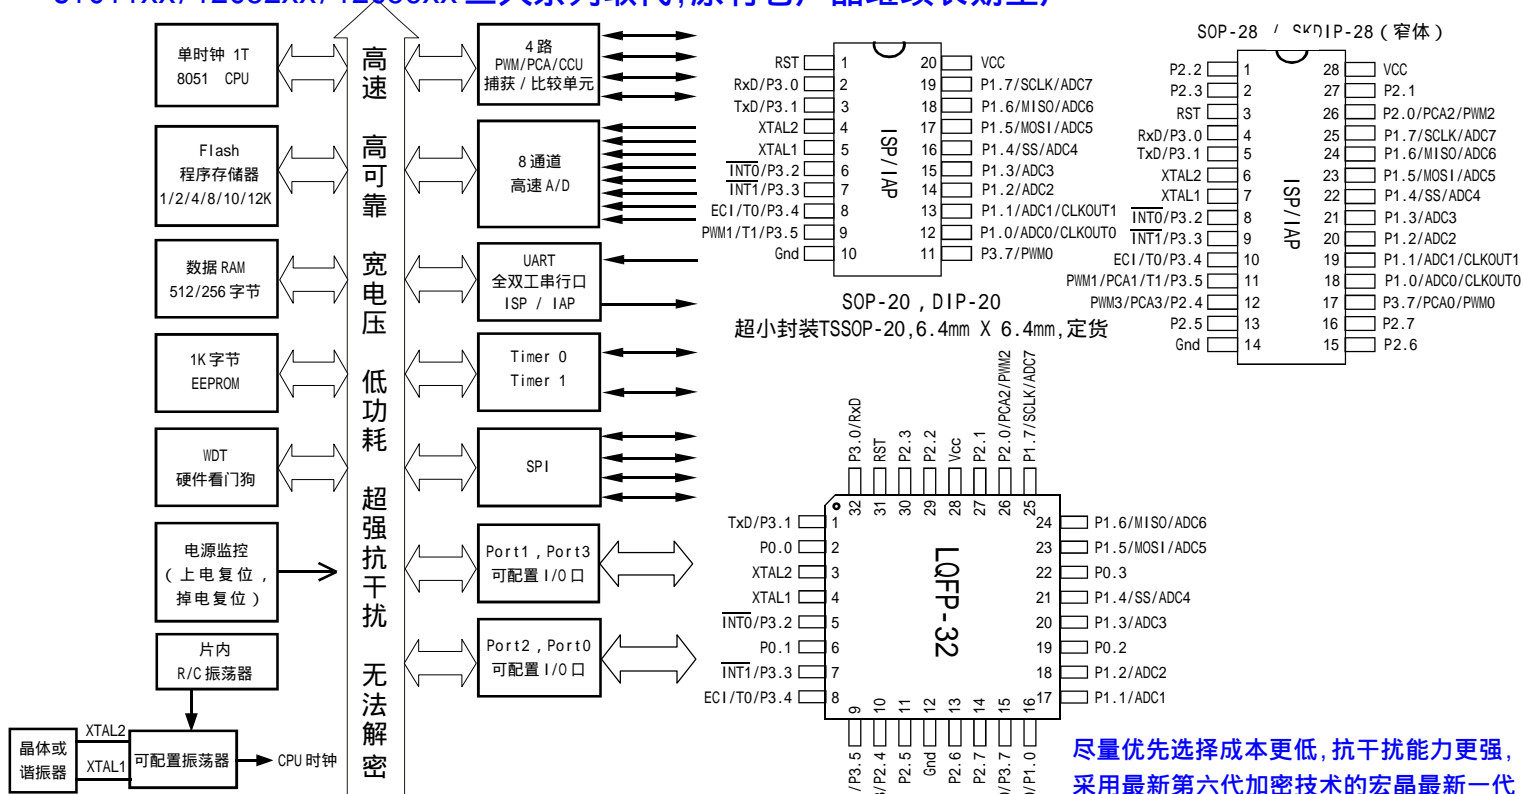 单时钟 1T
8051 CPU
Flash
程序存储器
1/2/4/8/10/12K
数据 RAM
512/256 字节
1K 字节
EEPROM
WDT
硬件看门狗
电源监控
（上电复位，
掉电复位）
片内
R/C 振荡器
晶体或
谐振器
XTAL2
XTAL1
可配置振荡器
CPU 时钟
高速 高可靠 宽电压 低功耗 超强抗干扰 无法解密
4 路
PWM/PCA/CCU
捕获 / 比较单元
8 通道
高速 A/D
UART
全双工串行口
ISP / IAP
Timer 0
Timer 1
SPI
Port1，Port3
可配置 I/O 口
Port2，Port0
可配置 I/O 口
RST 1
RxD/P3.0 2
TxD/P3.1 3
XTAL2 4
XTAL1 5
INT0/P3.2 6
INT1/P3.3 7
ECI/T0/P3.4 8
PWM1/T1/P3.5 9
Gnd 10
ISP/IAP
20 VCC
19 P1.7/SCLK/ADC7
18 P1.6/MISO/ADC6
17 P1.5/MOSI/ADC5
16 P1.4/SS/ADC4
15 P1.3/ADC3
14 P1.2/ADC2
13 P1.1/ADC1/CLKOUT1
12 P1.0/ADC0/CLKOUT0
11 P3.7/PWM0
SOP-20，DIP-20
超小封装TSSOP-20,6.4mm X 6.4mm,定货
SOP-28 / SKDIP-28（窄体）
P2.2 1
P2.3 2
RST 3
RxD/P3.0 4
TxD/P3.1 5
XTAL2 6
XTAL1 7
INT0/P3.2 8
INT1/P3.3 9
ECI/T0/P3.4 10
PWM1/PCA1/T1/P3.5 11
PWM3/PCA3/P2.4 12
P2.5 13
Gnd 14
ISP/IAP
28 VCC
27 P2.1
26 P2.0/PCA2/PWM2
25 P1.7/SCLK/ADC7
24 P1.6/MISO/ADC6
23 P1.5/MOSI/ADC5
22 P1.4/SS/ADC4
21 P1.3/ADC3
20 P1.2/ADC2
19 P1.1/ADC1/CLKOUT1
18 P1.0/ADC0/CLKOUT0
17 P3.7/PCA0/PWM0
16 P2.7
15 P2.6
32 P3.0/RxD
31 RST
30 P2.3
29 P2.2
28 Vcc
27 P2.1
26 P2.0/PCA2/PWM2
25 P1.7/SCLK/ADC7
TxD/P3.1 1
P0.0 2
XTAL2 3
XTAL1 4
INT0/P3.2 5
P0.1 6
INT1/P3.3 7
ECI/T0/P3.4 8
LQFP-32
24 P1.6/MISO/ADC6
23 P1.5/MOSI/ADC5
22 P0.3
21 P1.4/SS/ADC4
20 P1.3/ADC3
19 P0.2
18 P1.2/ADC2
17 P1.1/ADC1
/P3.5 9
/P2.4 10
P2.5 11
Gnd 12
P2.6 13
P2.7 14
/P3.7 15
/P1.0 16
尽量优先选择成本更低,抗干扰能力更强,
采用最新第六代加密技术的宏晶最新一代